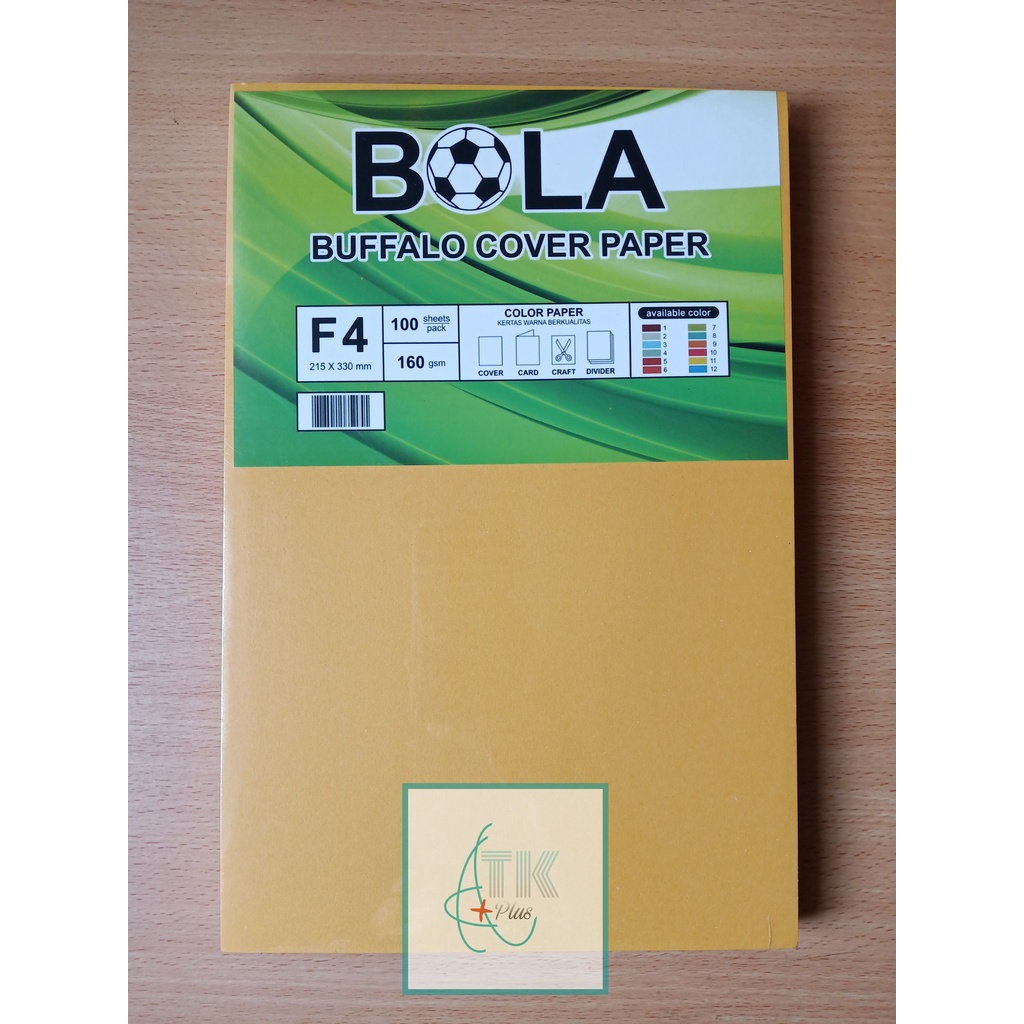 BOLA
BUFFALO COVER PAPER
F4
215 X 330 mm
100 sheets pack
160 gsm
COLOR PAPER
KERTAS WARNA BERKUALITAS
COVER CARD CRAFT DIVIDER
available color
1 7
2 8
3 9
4 10
5 11
6 12
ATK
+Plus